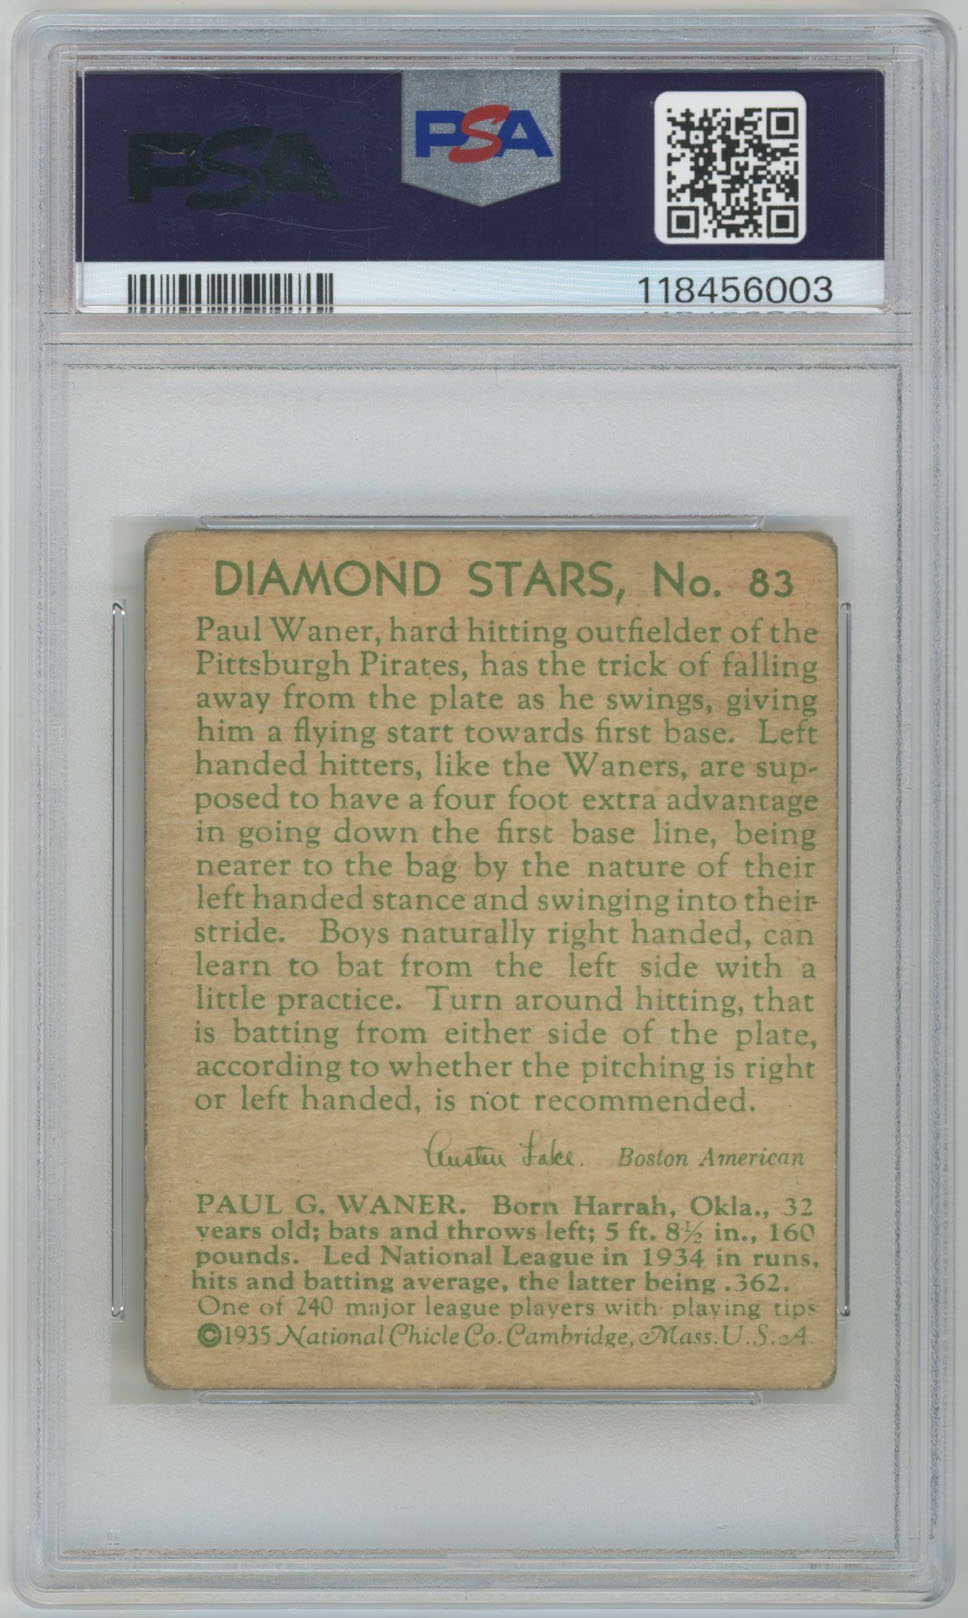 PSA
PSA
118456003
DIAMOND STARS, No. 83
Paul Waner, hard hitting outfielder of the
Pittsburgh Pirates, has the trick of falling
away from the plate as he swings, giving
him a flying start towards first base. Left
handed hitters, like the Waners, are sup-
posed to have a four foot extra advantage
in going down the first base line, being
nearer to the bag by the nature of their
left handed stance and swinging into their
stride. Boys naturally right handed, can
learn to bat from the left side with a
little practice. Turn around hitting, that
is batting from either side of the plate,
according to whether the pitching is right
or left handed, is not recommended.
Austen Lake. Boston American
PAUL G. WANER. Born Harrah, Okla., 32
years old; bats and throws left; 5 ft. 8½ in., 160
pounds. Led National League in 1934 in runs,
hits and batting average, the latter being .362.
One of 240 major league players with playing tips
©1935 National Chicle Co. Cambridge, Mass. U.S.A.